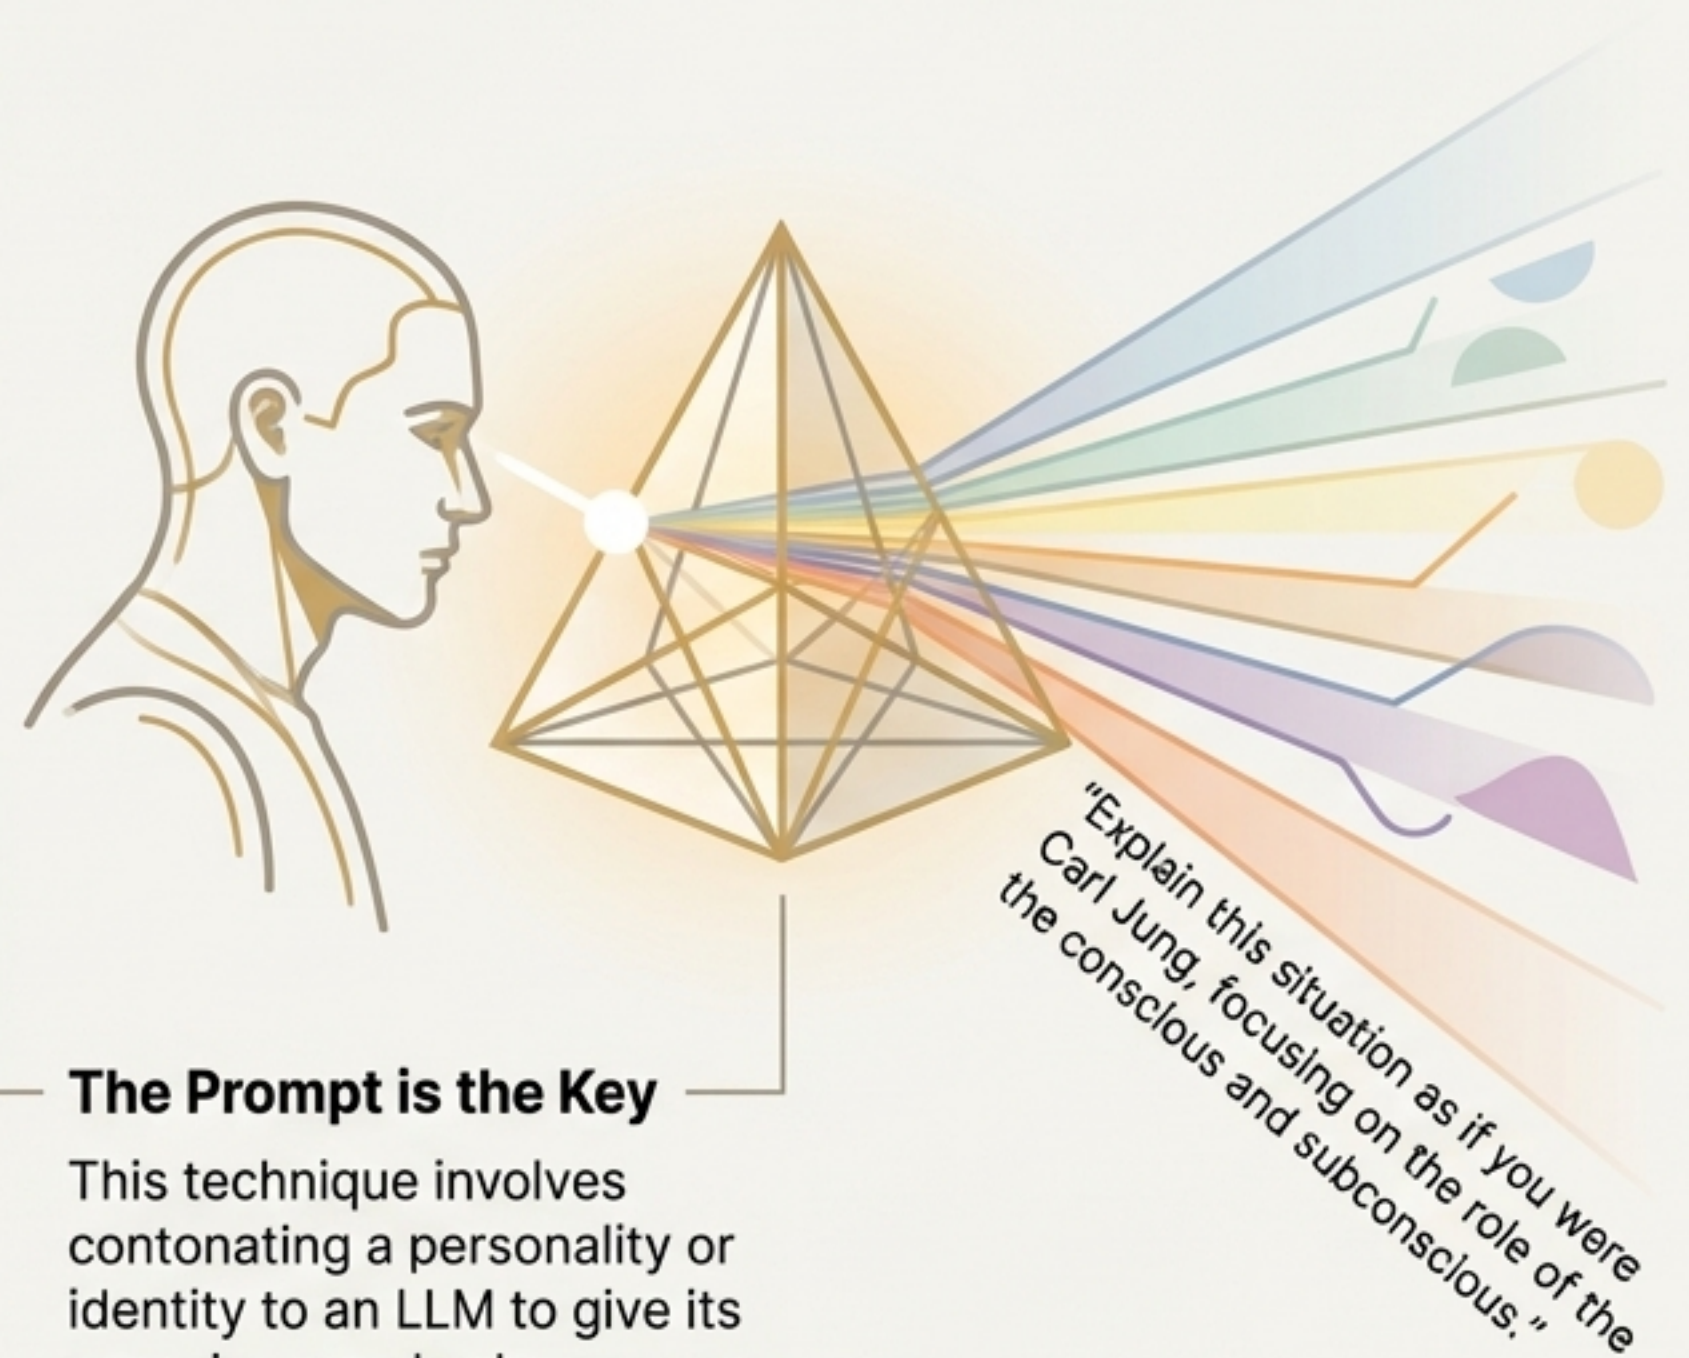 The Prompt is the Key
This technique involves
contonating a personality or
identity to an LLM to give its
“Explain this situation as if you were
Carl Jung, focusing on the role of the
the conscious and subconscious.”